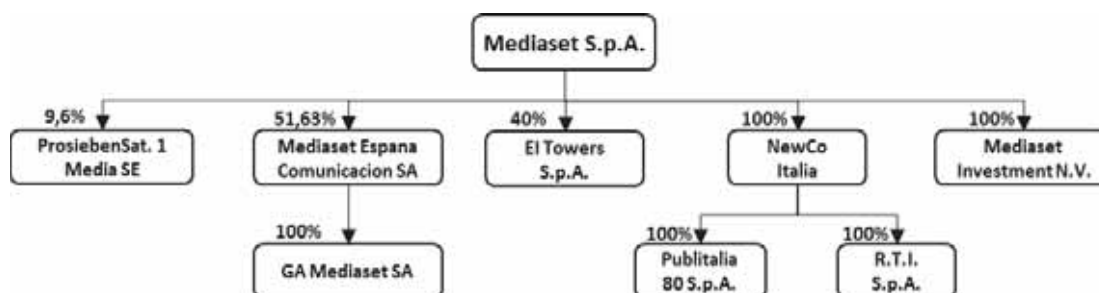 Mediaset S.p.A.
9,6%
51,63%
40%
100%
100%
ProsiebenSat. 1
Media SE
Mediaset Espana
Comunicacion SA
EI Towers
S.p.A.
NewCo
Italia
Mediaset
Investment N.V.
100%
100%
100%
GA Mediaset SA
Publitalia
80 S.p.A.
R.T.I.
S.p.A.